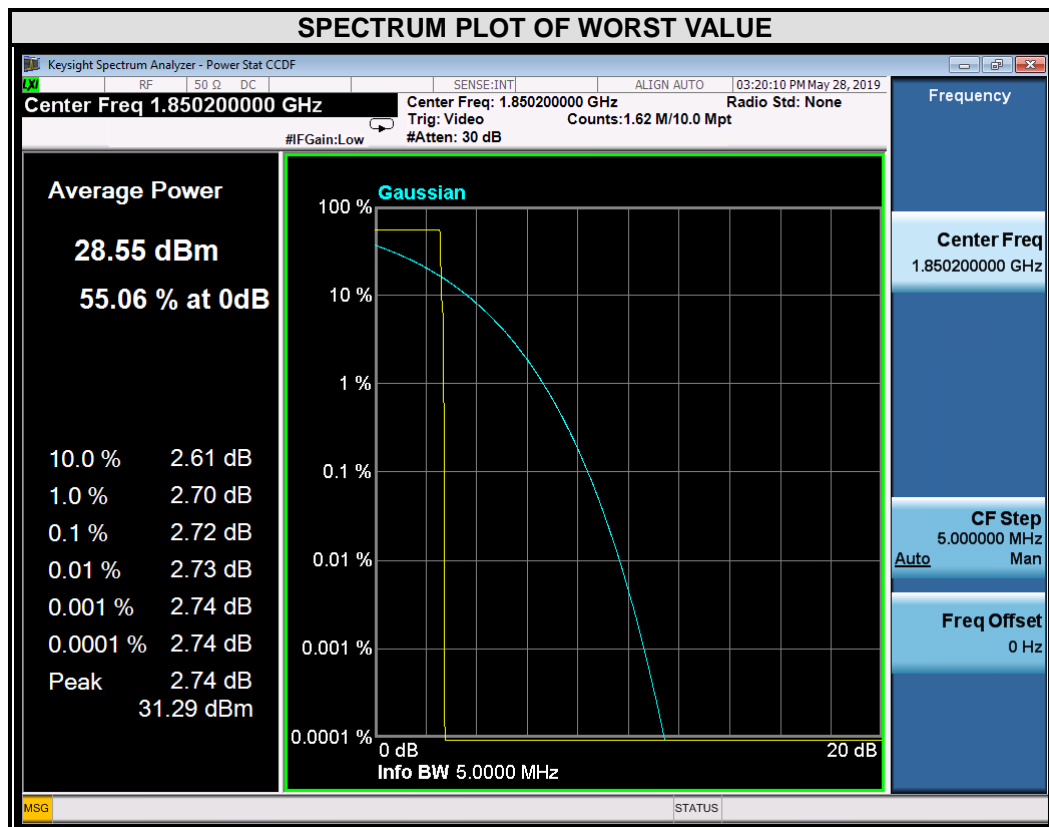 SPECTRUM PLOT OF WORST VALUE
Keysight Spectrum Analyzer - Power Stat CCDF
LXI RF 50 Ω DC SENSE:INT ALIGN AUTO 03:20:10 PM May 28, 2019
Center Freq 1.850200000 GHz
Center Freq: 1.850200000 GHz Radio Std: None
Trig: Video Counts:1.62 M/10.0 Mpt
#IFGain:Low #Atten: 30 dB
Frequency
Average Power
28.55 dBm
55.06 % at 0dB
10.0 % 2.61 dB
1.0 % 2.70 dB
0.1 % 2.72 dB
0.01 % 2.73 dB
0.001 % 2.74 dB
0.0001 % 2.74 dB
Peak 2.74 dB
31.29 dBm
Gaussian
100 %
10 %
1 %
0.1 %
0.01 %
0.001 %
0.0001 %
0 dB 20 dB
Info BW 5.0000 MHz
Center Freq
1.850200000 GHz
CF Step
5.000000 MHz
Auto Man
Freq Offset
0 Hz
MSG STATUS